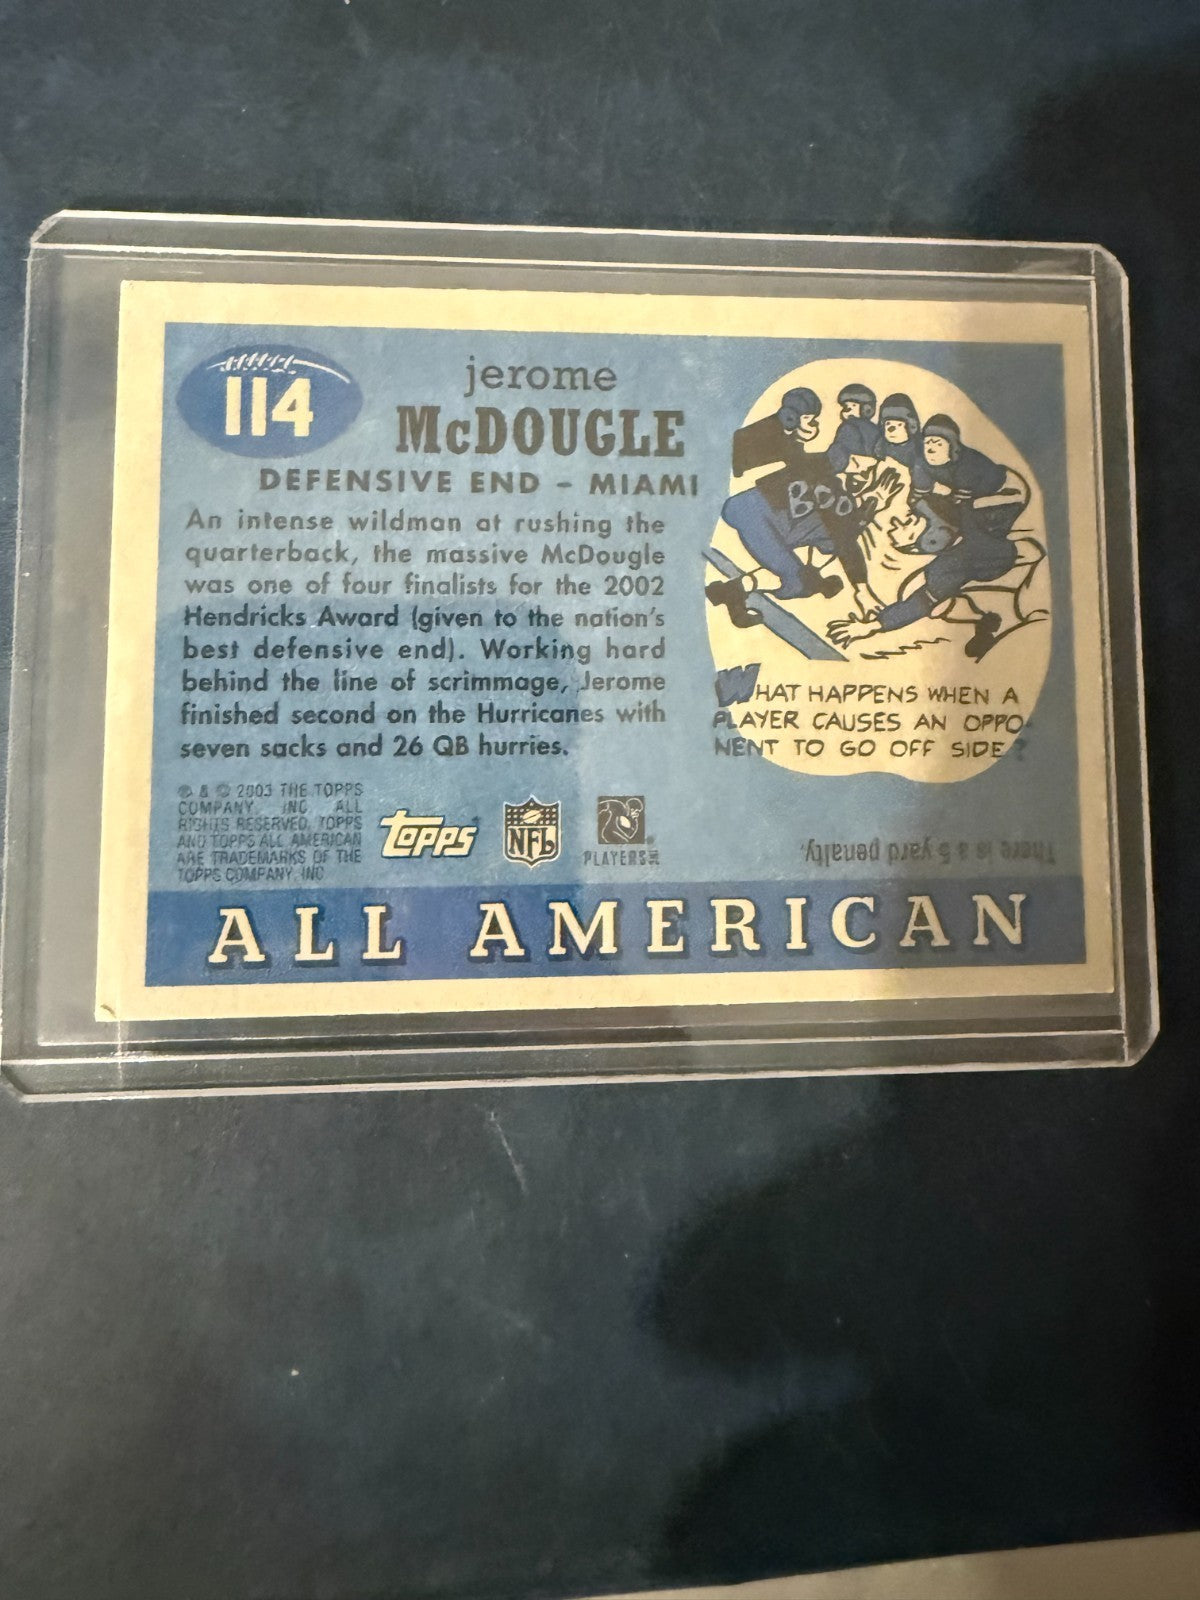 114
jerome
McDOUGLE
DEFENSIVE END - MIAMI
An intense wildman at rushing the
quarterback, the massive McDougle
was one of four finalists for the 2002
Hendricks Award (given to the nation's
best defensive end). Working hard
behind the line of scrimmage, Jerome
finished second on the Hurricanes with
seven sacks and 26 QB hurries.
BOO
WHAT HAPPENS WHEN A
PLAYER CAUSES AN OPPO-
NENT TO GO OFF SIDE?
There is a 5 yard penalty.
® & © 2003 THE TOPPS
COMPANY, INC. ALL
RIGHTS RESERVED. TOPPS
AND TOPPS ALL AMERICAN
ARE TRADEMARKS OF THE
TOPPS COMPANY, INC.
topps
NFL
PLAYERS INC
ALL AMERICAN